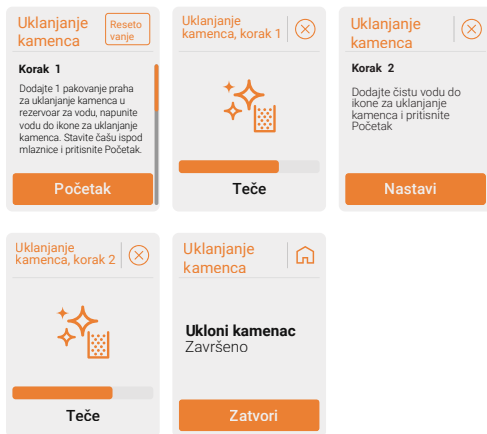 Uklanjanje
kamenca
Reseto
vanje
Korak 1
Dodajte 1 pakovanje praha
za uklanjanje kamenca u
rezervoar za vodu, napunite
vodu do ikone za uklanjanje
kamenca. Stavite čašu ispod
mlaznice i pritisnite Početak.
Početak
Uklanjanje
kamenca, korak 1
Teče
Uklanjanje
kamenca
Korak 2
Dodajte čistu vodu do
ikone za uklanjanje
kamenca i pritisnite
Početak
Nastavi
Uklanjanje
kamenca, korak 2
Teče
Uklanjanje
kamenca
Ukloni kamenac
Završeno
Zatvori